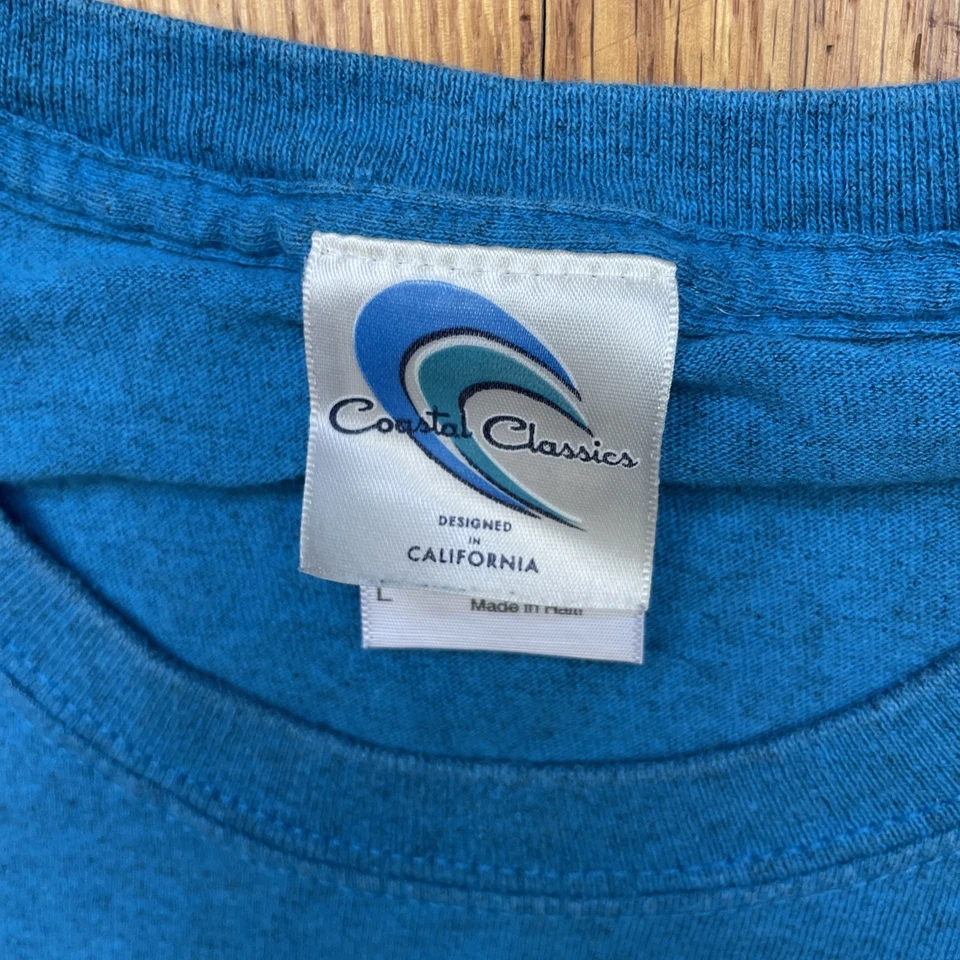 Coastal Classics
DESIGNED
IN
CALIFORNIA
L Made in Haiti